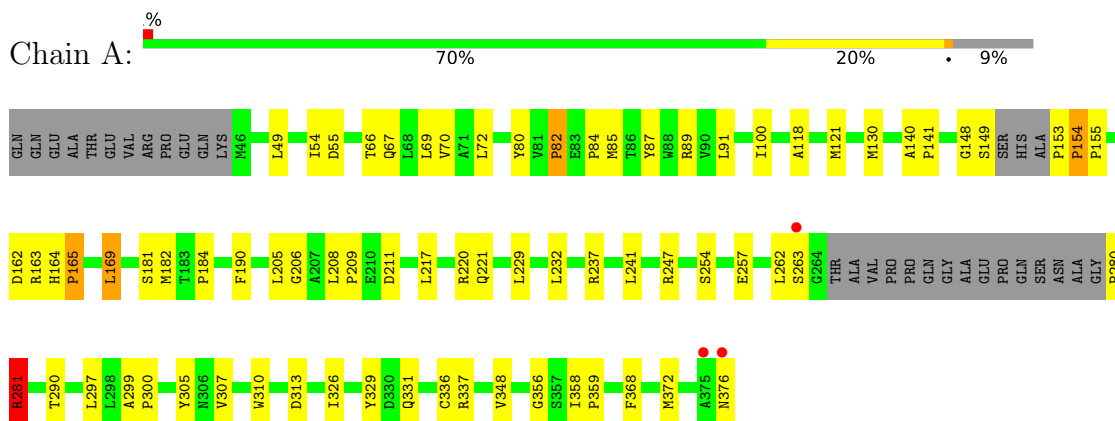 %
Chain A:
70% 20% • 9%
GLN GLN GLU ALA THR GLU VAL ARG PRO GLU GLN LYS M46 L49 I54 D55 T66 Q67 L68 L69 V70 A71 L72 Y80 V81 P82 E83 P84 M85 T86 Y87 W88 R89 V90 L91 I100 A118 M121 M130 A140 P141 G148 S149 SER HIS ALA P153 P154 P155
D162 R163 H164 P165 L169 S181 M182 T183 P184 F190 L205 G206 A207 L208 P209 E210 D211 L217 R220 Q221 L229 L232 R237 L241 R247 S254 E257 L262 S263 G264 THR ALA VAL PRO PRO GLN GLY ALA GLU PRO GLN SER ASN ALA GLY P280
R281 T290 L297 L298 A299 P300 Y305 N306 V307 W310 D313 I326 Y329 D330 Q331 C336 R337 V348 G356 S357 I358 P359 F368 M372 A375 N376